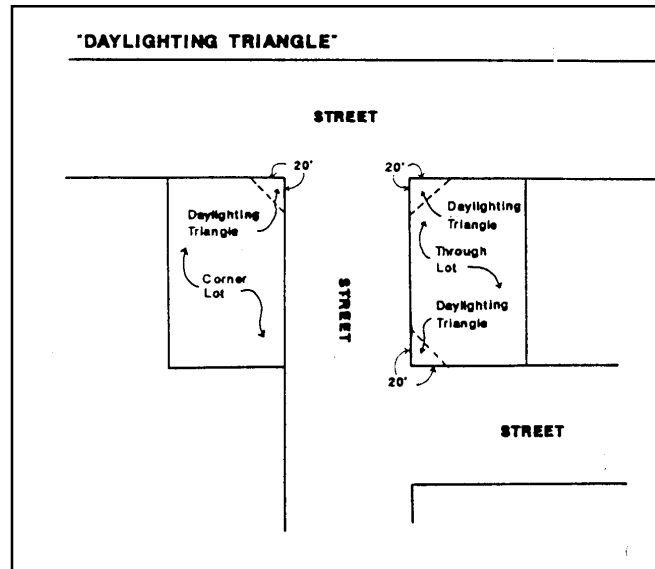 "DAYLIGHTING TRIANGLE"
STREET
20'
20'
Daylighting
Triangle
Corner
Lot
STREET
Daylighting
Triangle
Through
Lot
Daylighting
Triangle
20'
STREET